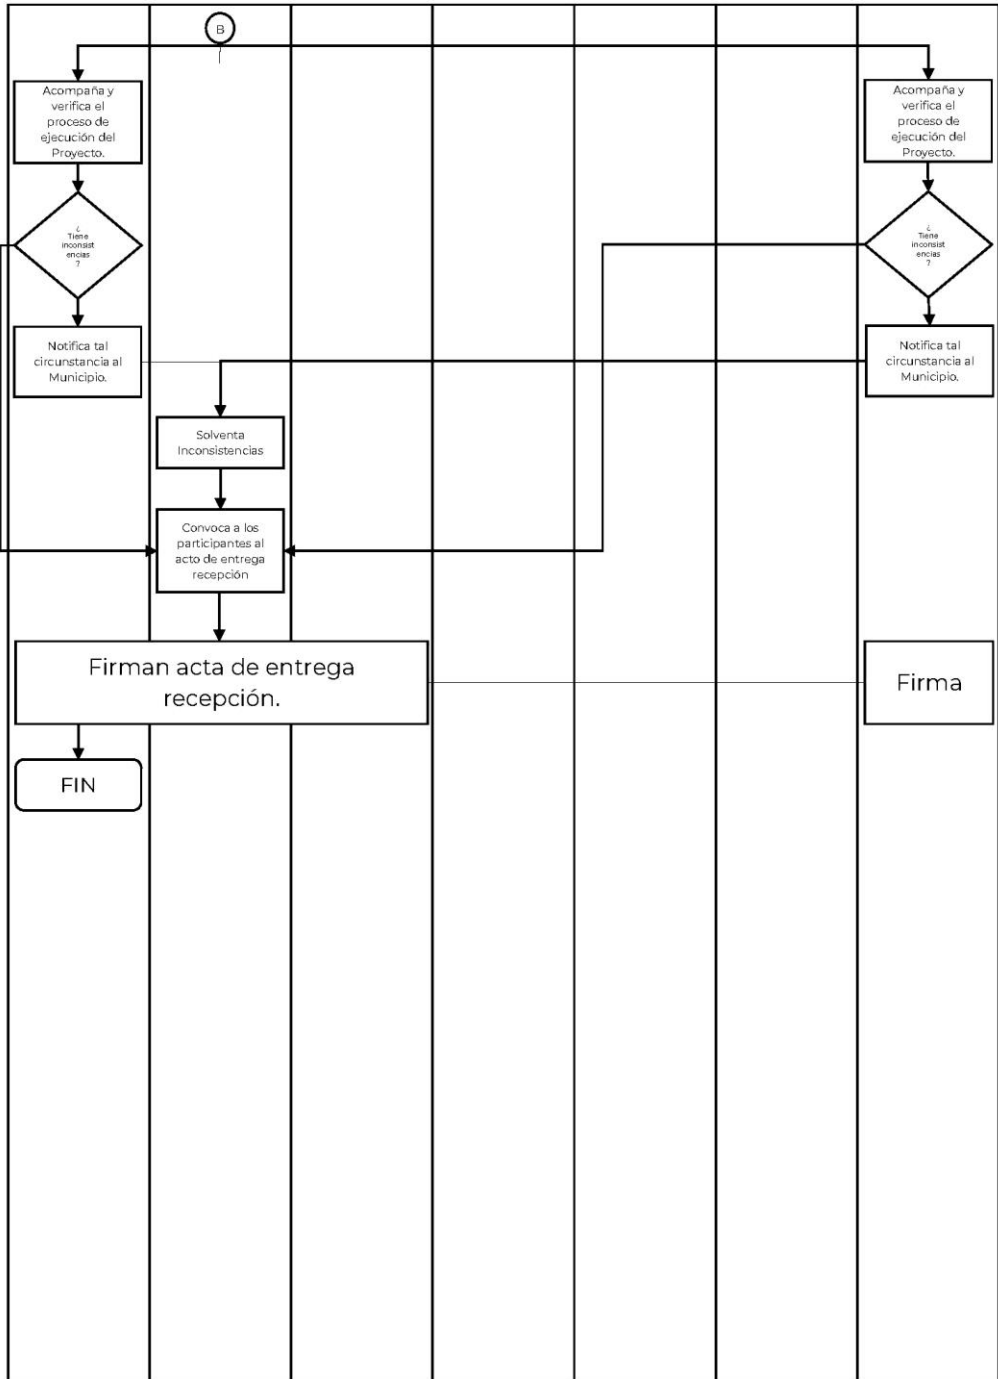 B
Acompaña y
verifica el
proceso de
ejecución del
Proyecto.
Acompaña y
verifica el
proceso de
ejecución del
Proyecto.
¿
Tiene
inconsist
encias
?
¿
Tiene
inconsist
encias
?
Notifica tal
circunstancia al
Municipio.
Notifica tal
circunstancia al
Municipio.
Solventa
Inconsistencias
Convoca a los
participantes al
acto de entrega
recepción
Firman acta de entrega
recepción.
Firma
FIN